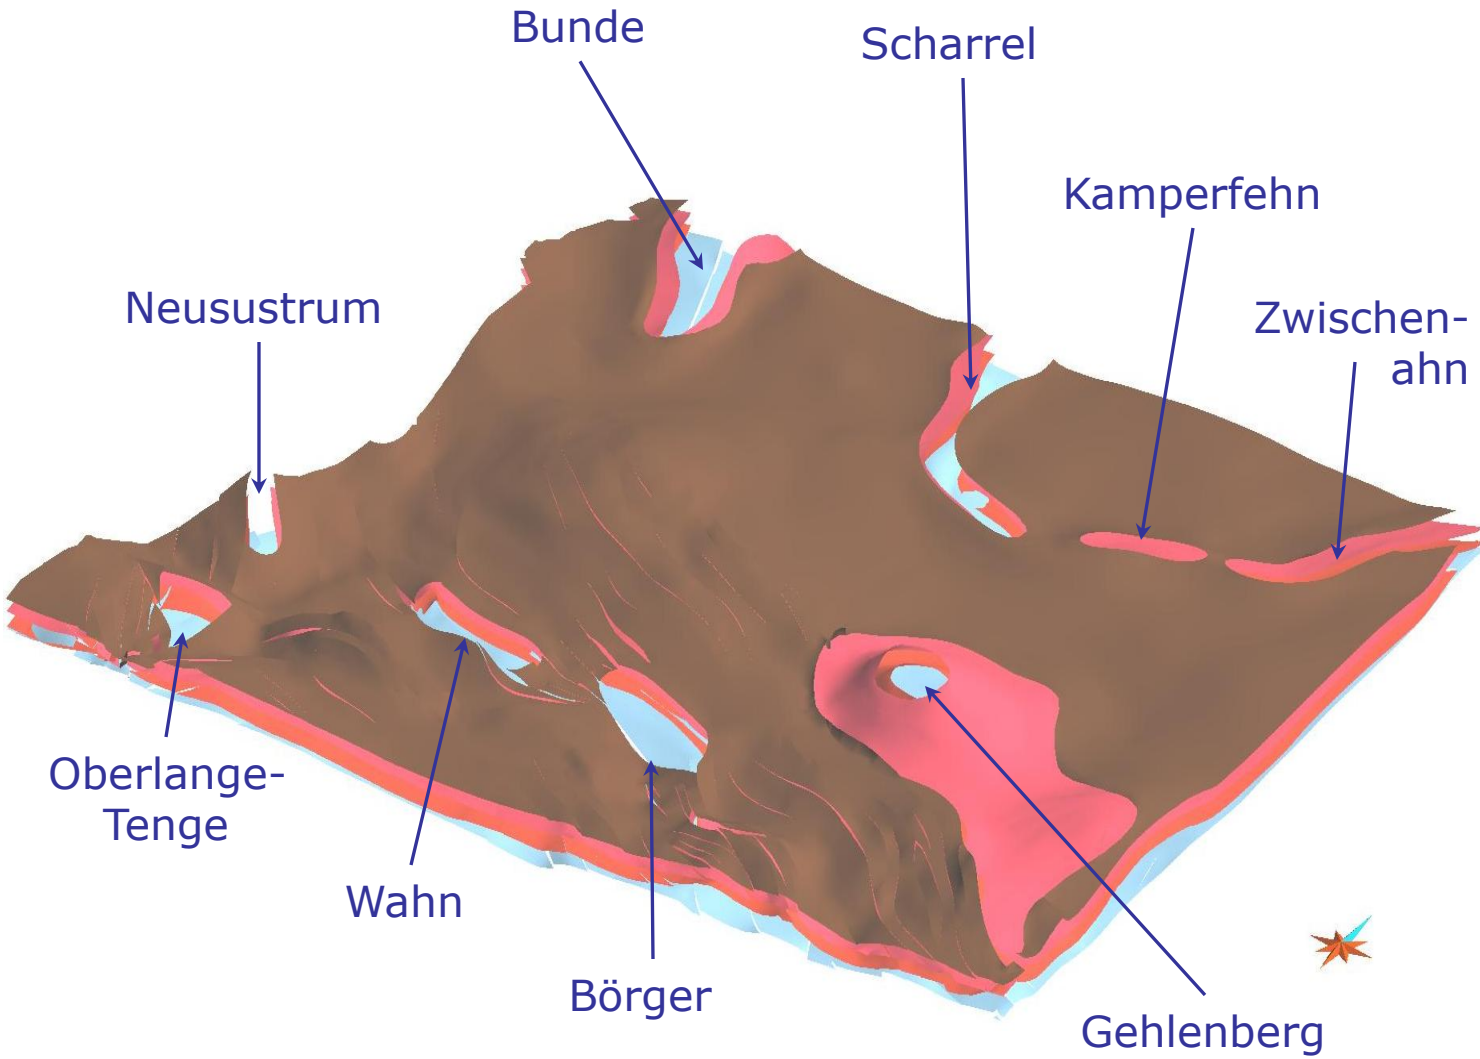 Bunde
Scharrel
Kamperfehn
Zwischen-
ahn
Neusustrum
Oberlange-
Tenge
Wahn
Börger
Gehlenberg